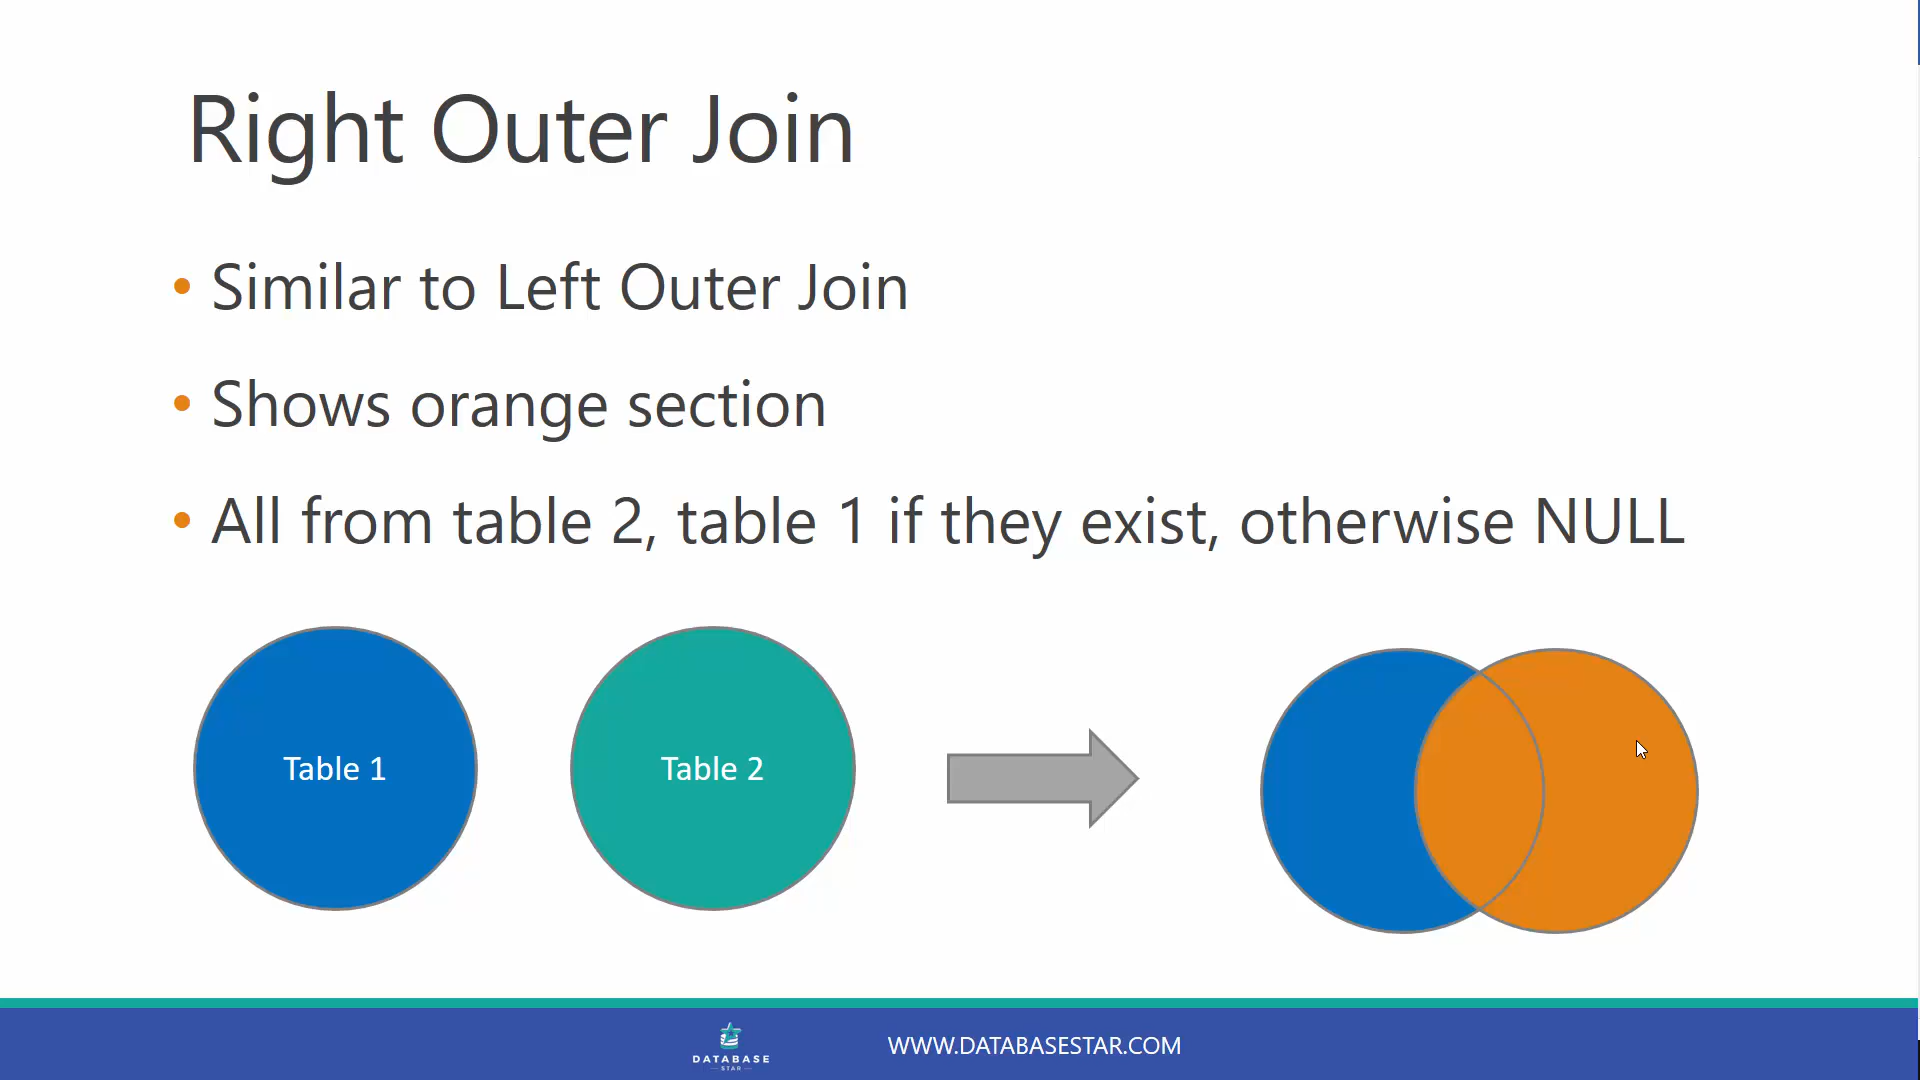 Right Outer Join
• Similar to Left Outer Join
• Shows orange section
• All from table 2, table 1 if they exist, otherwise NULL
Table 1
Table 2
DATABASE
STAR
WWW.DATABASESTAR.COM